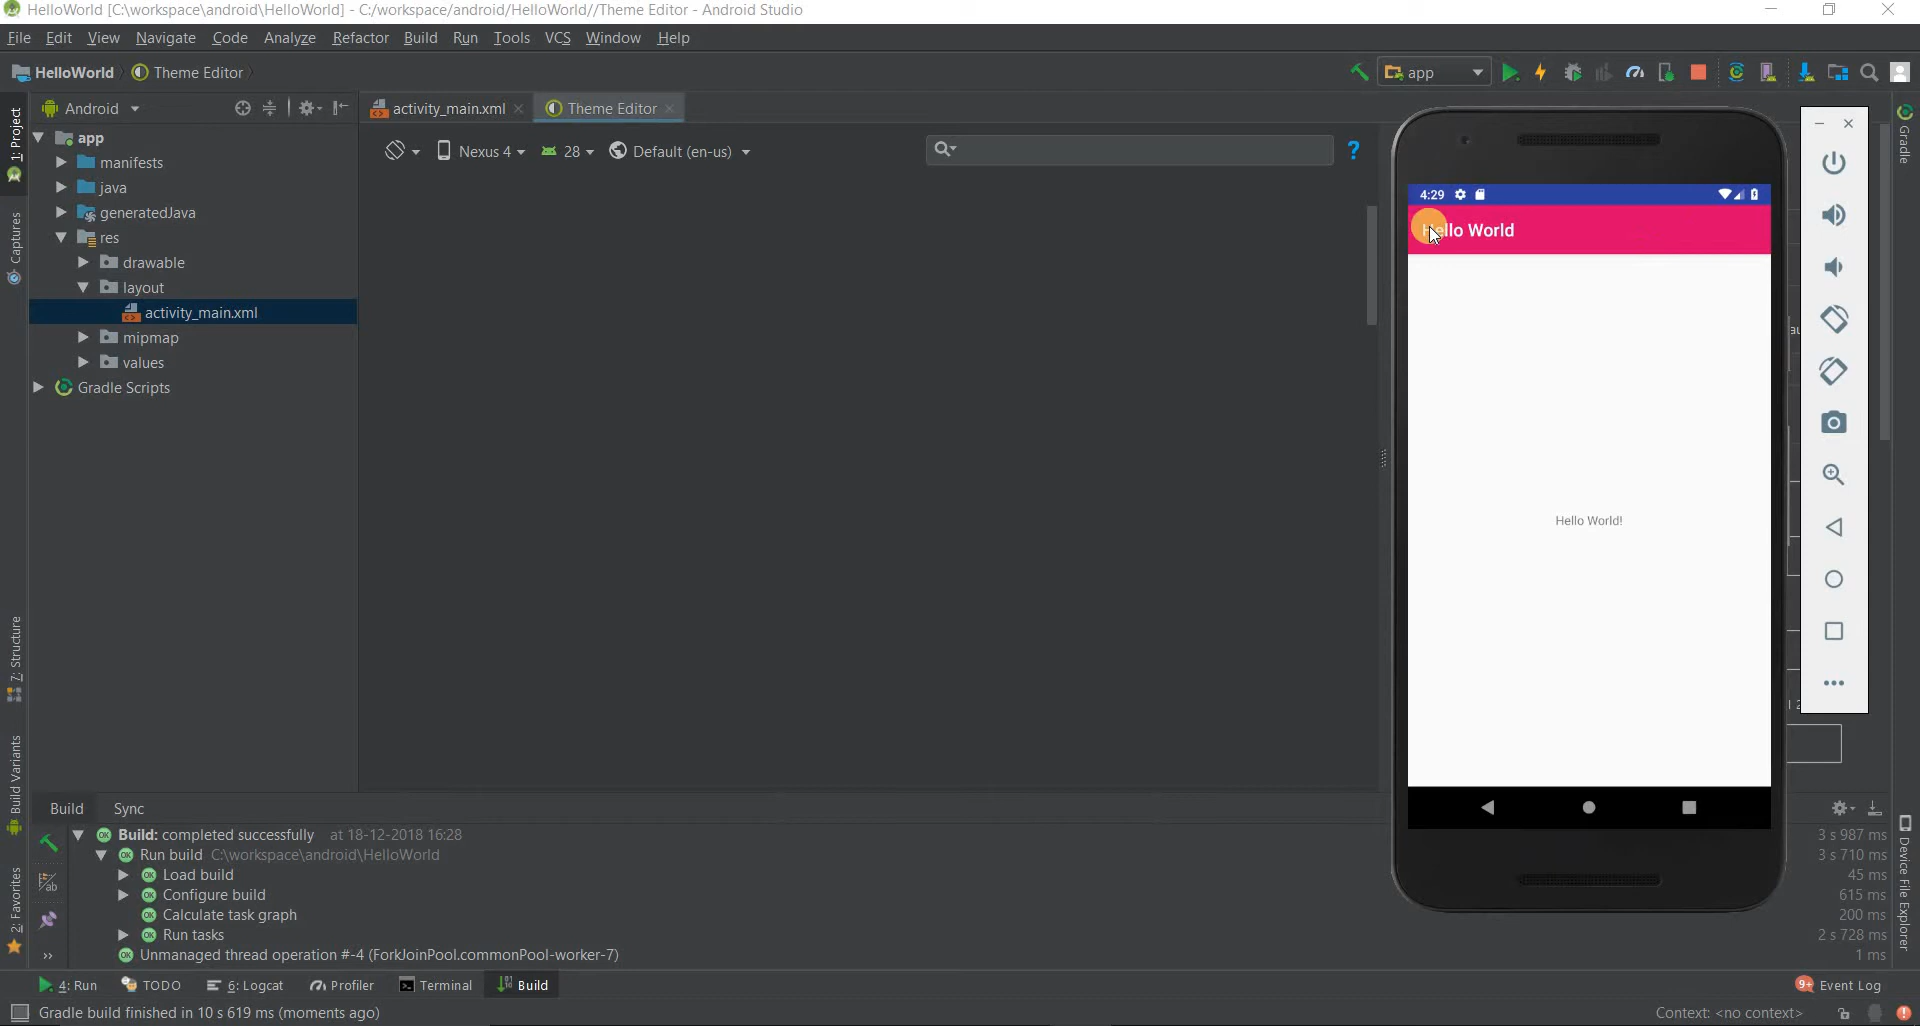 HelloWorld [C:\workspace\android\HelloWorld] - C:/workspace/android/HelloWorld//Theme Editor - Android Studio
File Edit View Navigate Code Analyze Refactor Build Run Tools VCS Window Help
HelloWorld Theme Editor
app
Android
activity_main.xml
Theme Editor
1: Project
Captures
7: Structure
Build Variants
2: Favorites
app
manifests
java
generatedJava
res
drawable
layout
activity_main.xml
mipmap
values
Gradle Scripts
Nexus 4 28 Default (en-us)
?
4:29
Hello World
Hello World!
Gradle
Device File Explorer
Build Sync
Build: completed successfully at 18-12-2018 16:28 3 s 987 ms
Run build C:\workspace\android\HelloWorld 3 s 710 ms
Load build 45 ms
Configure build 615 ms
Calculate task graph 200 ms
Run tasks 2 s 728 ms
Unmanaged thread operation #-4 (ForkJoinPool.commonPool-worker-7) 1 ms
4: Run TODO 6: Logcat Profiler Terminal Build 9+ Event Log
Gradle build finished in 10 s 619 ms (moments ago) Context: <no context>